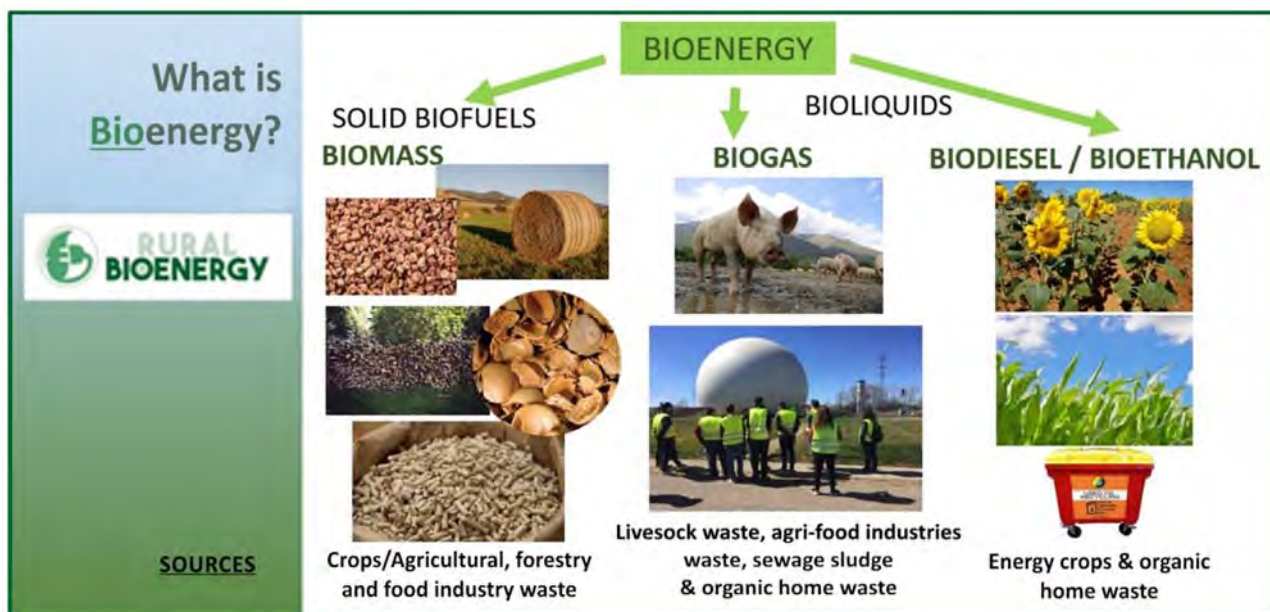 What is
Bioenergy?
RURAL
BIOENERGY
SOURCES
BIOENERGY
SOLID BIOFUELS
BIOMASS
Crops/Agricultural, forestry
and food industry waste
BIOLIQUIDS
BIOGAS
Livesock waste, agri-food industries
waste, sewage sludge
& organic home waste
BIODIESEL / BIOETHANOL
Energy crops & organic
home waste